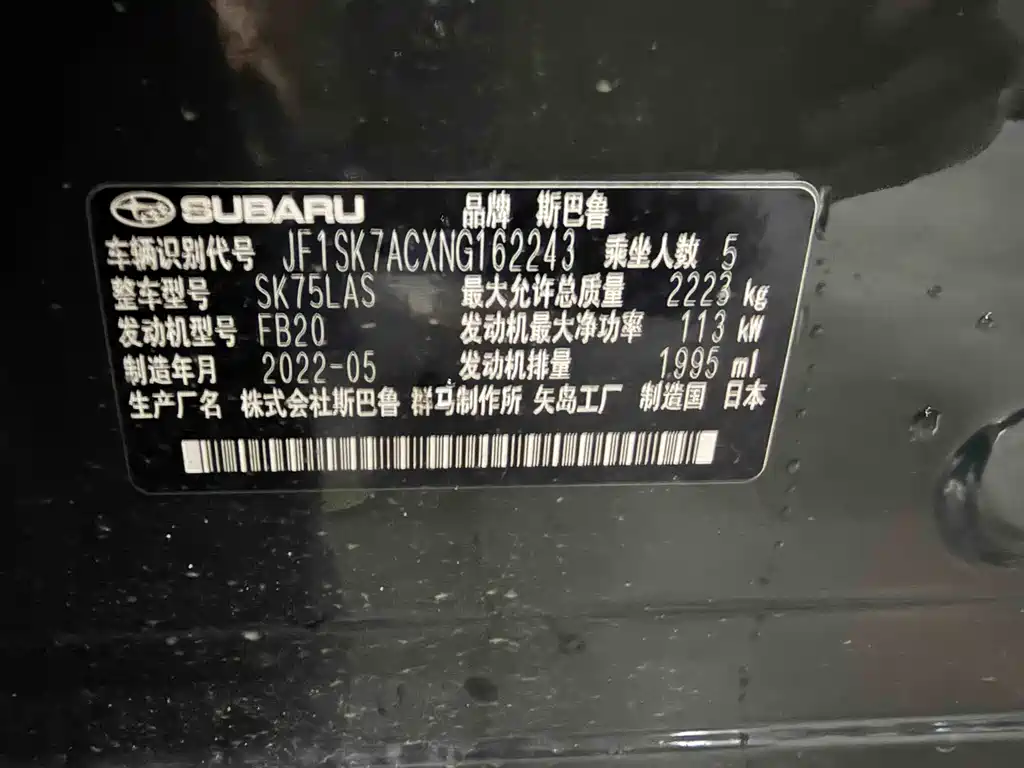 SUBARU 品牌 斯巴鲁
车辆识别代号 JF1SK7ACXNG162243 乘坐人数 5
整车型号 SK75LAS 最大允许总质量 2223 kg
发动机型号 FB20 发动机最大净功率 113 kW
制造年月 2022-05 发动机排量 1995 ml
生产厂名 株式会社斯巴鲁 群马制作所 矢岛工厂 制造国 日本